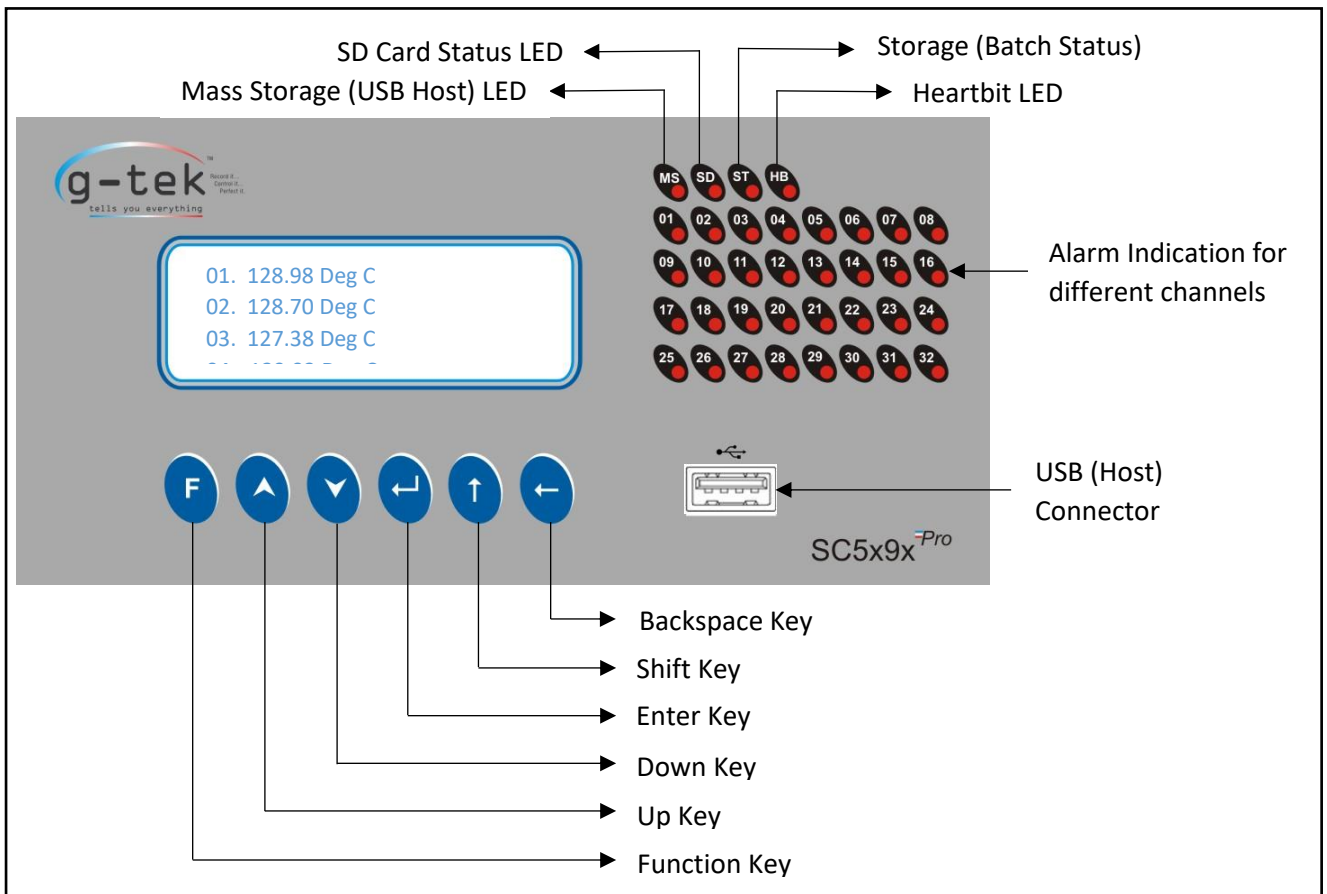 SD Card Status LED
Storage (Batch Status)
Mass Storage (USB Host) LED
Heartbit LED
g-tek™
Record it...
Control it...
Perfect it.
tells you everything
MS SD ST HB
01 02 03 04 05 06 07 08
09 10 11 12 13 14 15 16
17 18 19 20 21 22 23 24
25 26 27 28 29 30 31 32
Alarm Indication for
different channels
01. 128.98 Deg C
02. 128.70 Deg C
03. 127.38 Deg C
F
USB (Host)
Connector
SC5x9x Pro
Backspace Key
Shift Key
Enter Key
Down Key
Up Key
Function Key